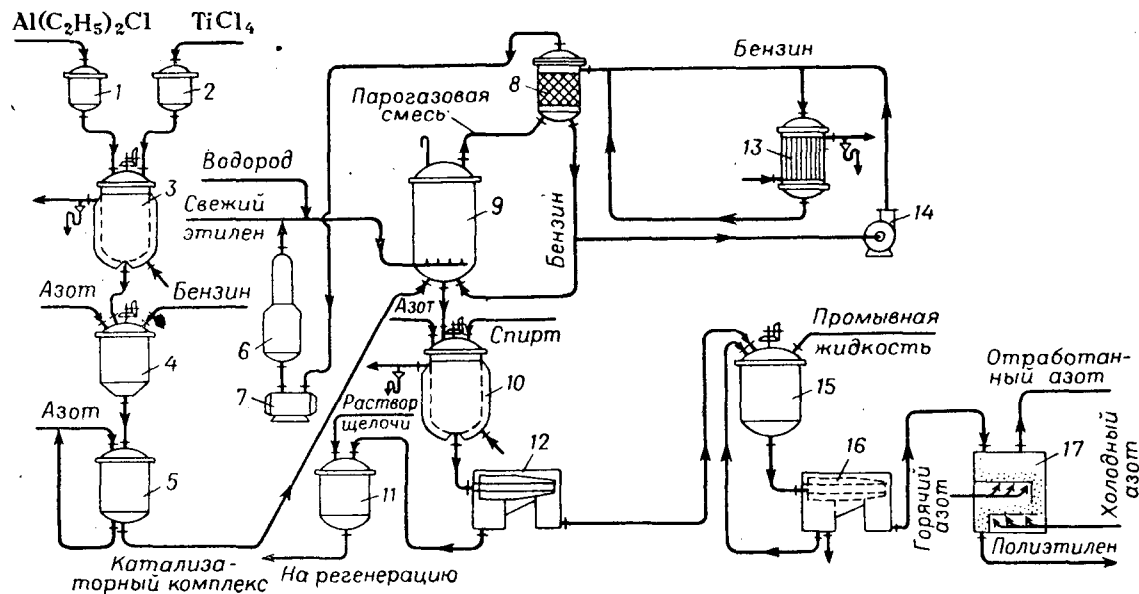 Al(C₂H₅)₂Cl
TiCl₄
1
2
3
Азот
Бензин
4
Азот
5
Катализа-
торный комплекс
Водород
Свежий
этилен
6
7
Парогазовая
смесь
8
9
Бензин
Бензин
13
14
Азот
Спирт
10
Раствор
щелочи
11
На регенерацию
12
Промывная
жидкость
15
16
Отработан-
ный азот
17
Горячий
азот
Холодный
азот
Полиэтилен